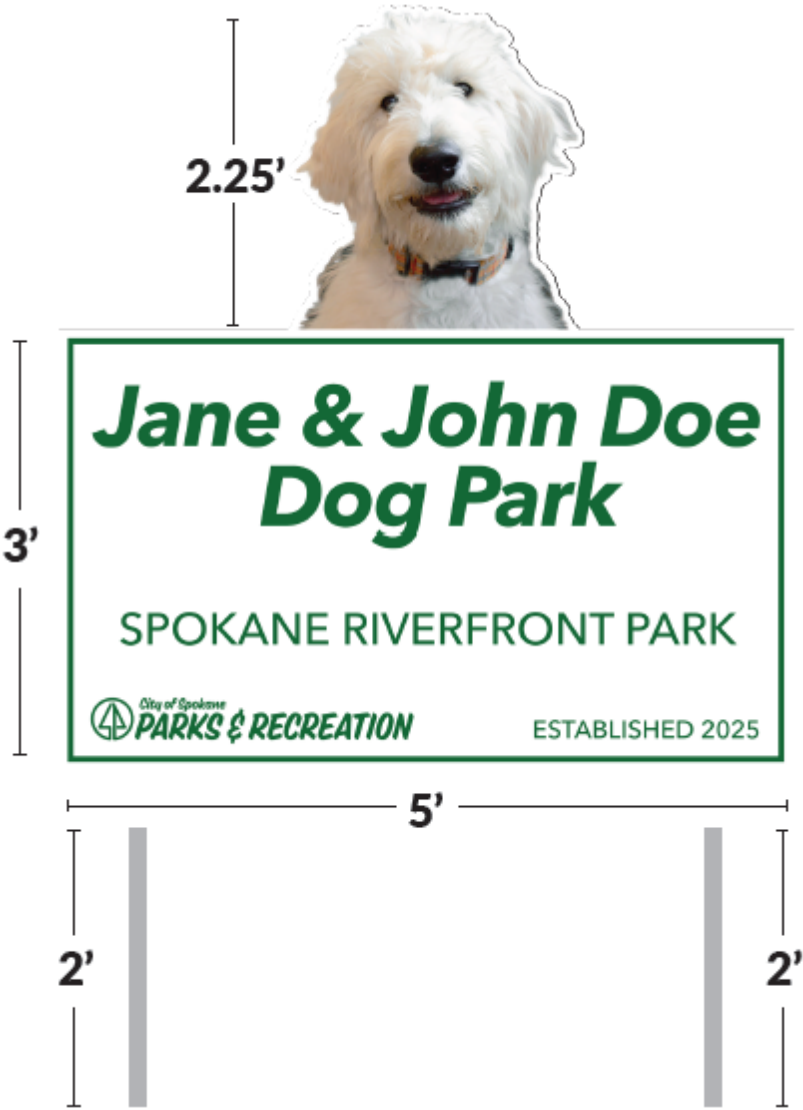 2.25’
Jane & John Doe
Dog Park
3’
SPOKANE RIVERFRONT PARK
City of Spokane
PARKS & RECREATION
ESTABLISHED 2025
5’
2’
2’